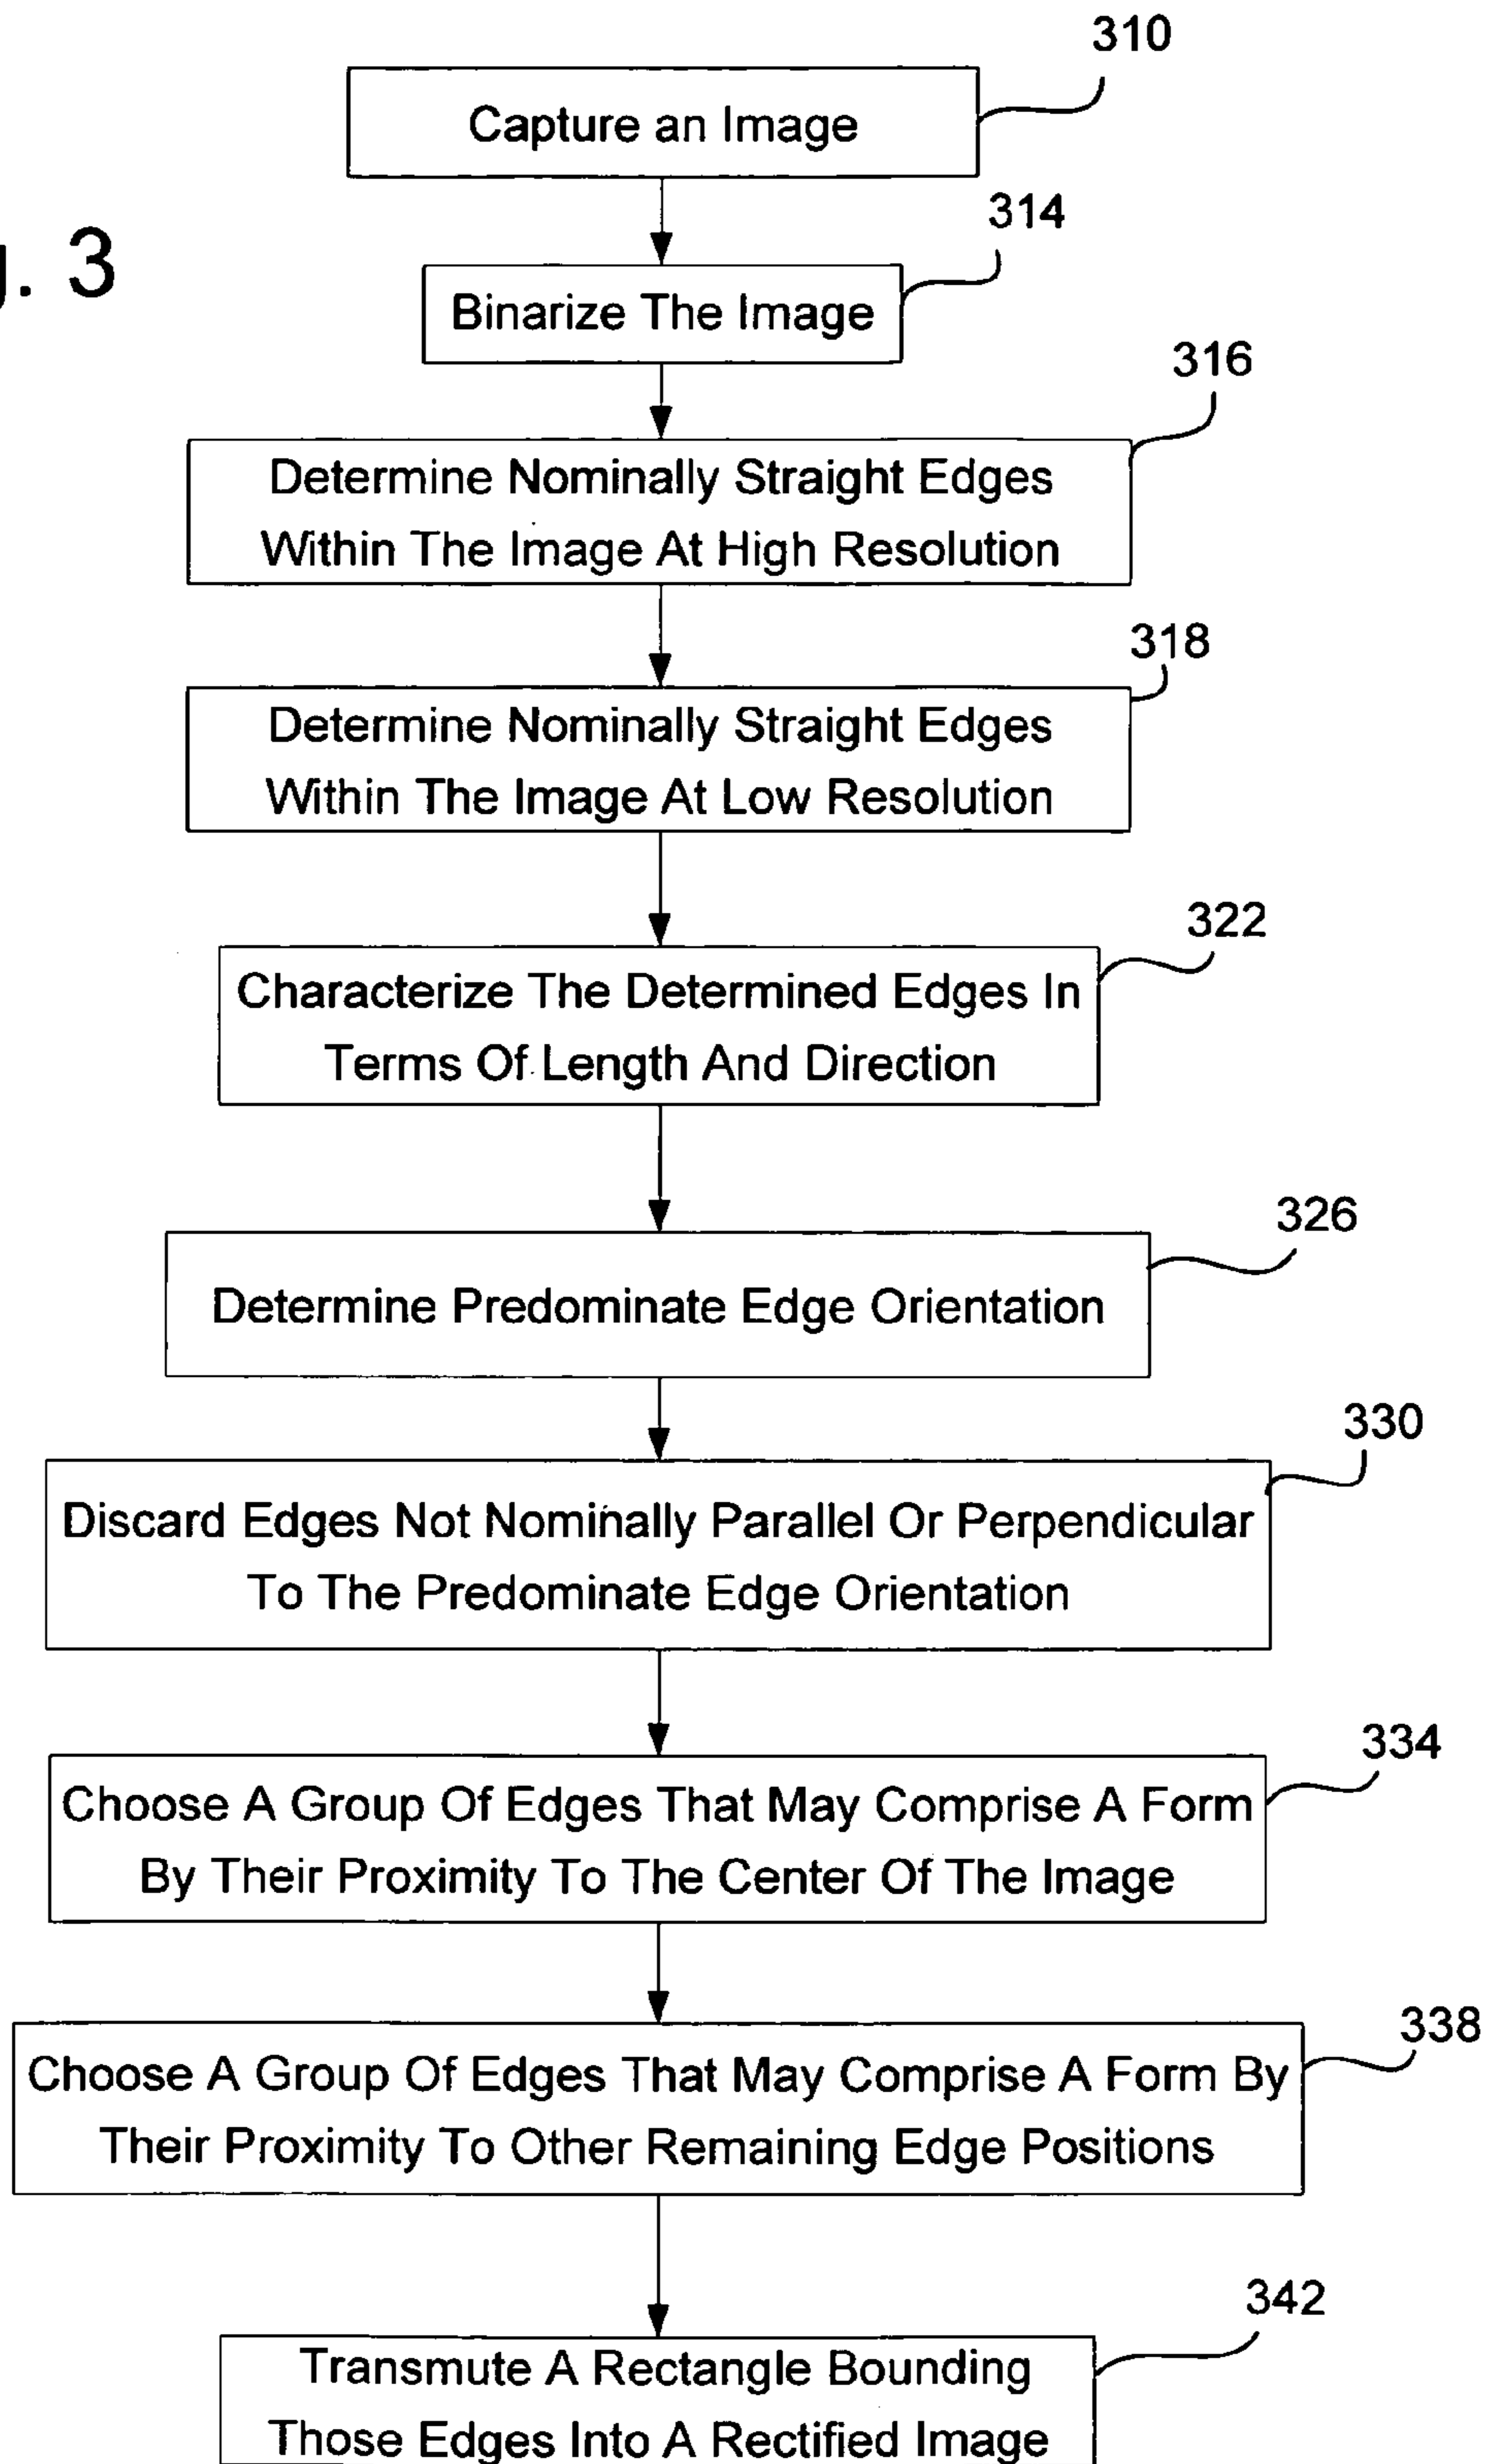 310
Capture an Image
314
. 3
Binarize The Image
316
Determine Nominally Straight Edges
Within The Image At High Resolution
318
Determine Nominally Straight Edges
Within The Image At Low Resolution
322
Characterize The Determined Edges In
Terms Of Length And Direction
326
Determine Predominate Edge Orientation
330
Discard Edges Not Nominally Parallel Or Perpendicular
To The Predominate Edge Orientation
334
Choose A Group Of Edges That May Comprise A Form
By Their Proximity To The Center Of The Image
338
Choose A Group Of Edges That May Comprise A Form By
Their Proximity To Other Remaining Edge Positions
342
Transmute A Rectangle Bounding
Those Edges Into A Rectified Image